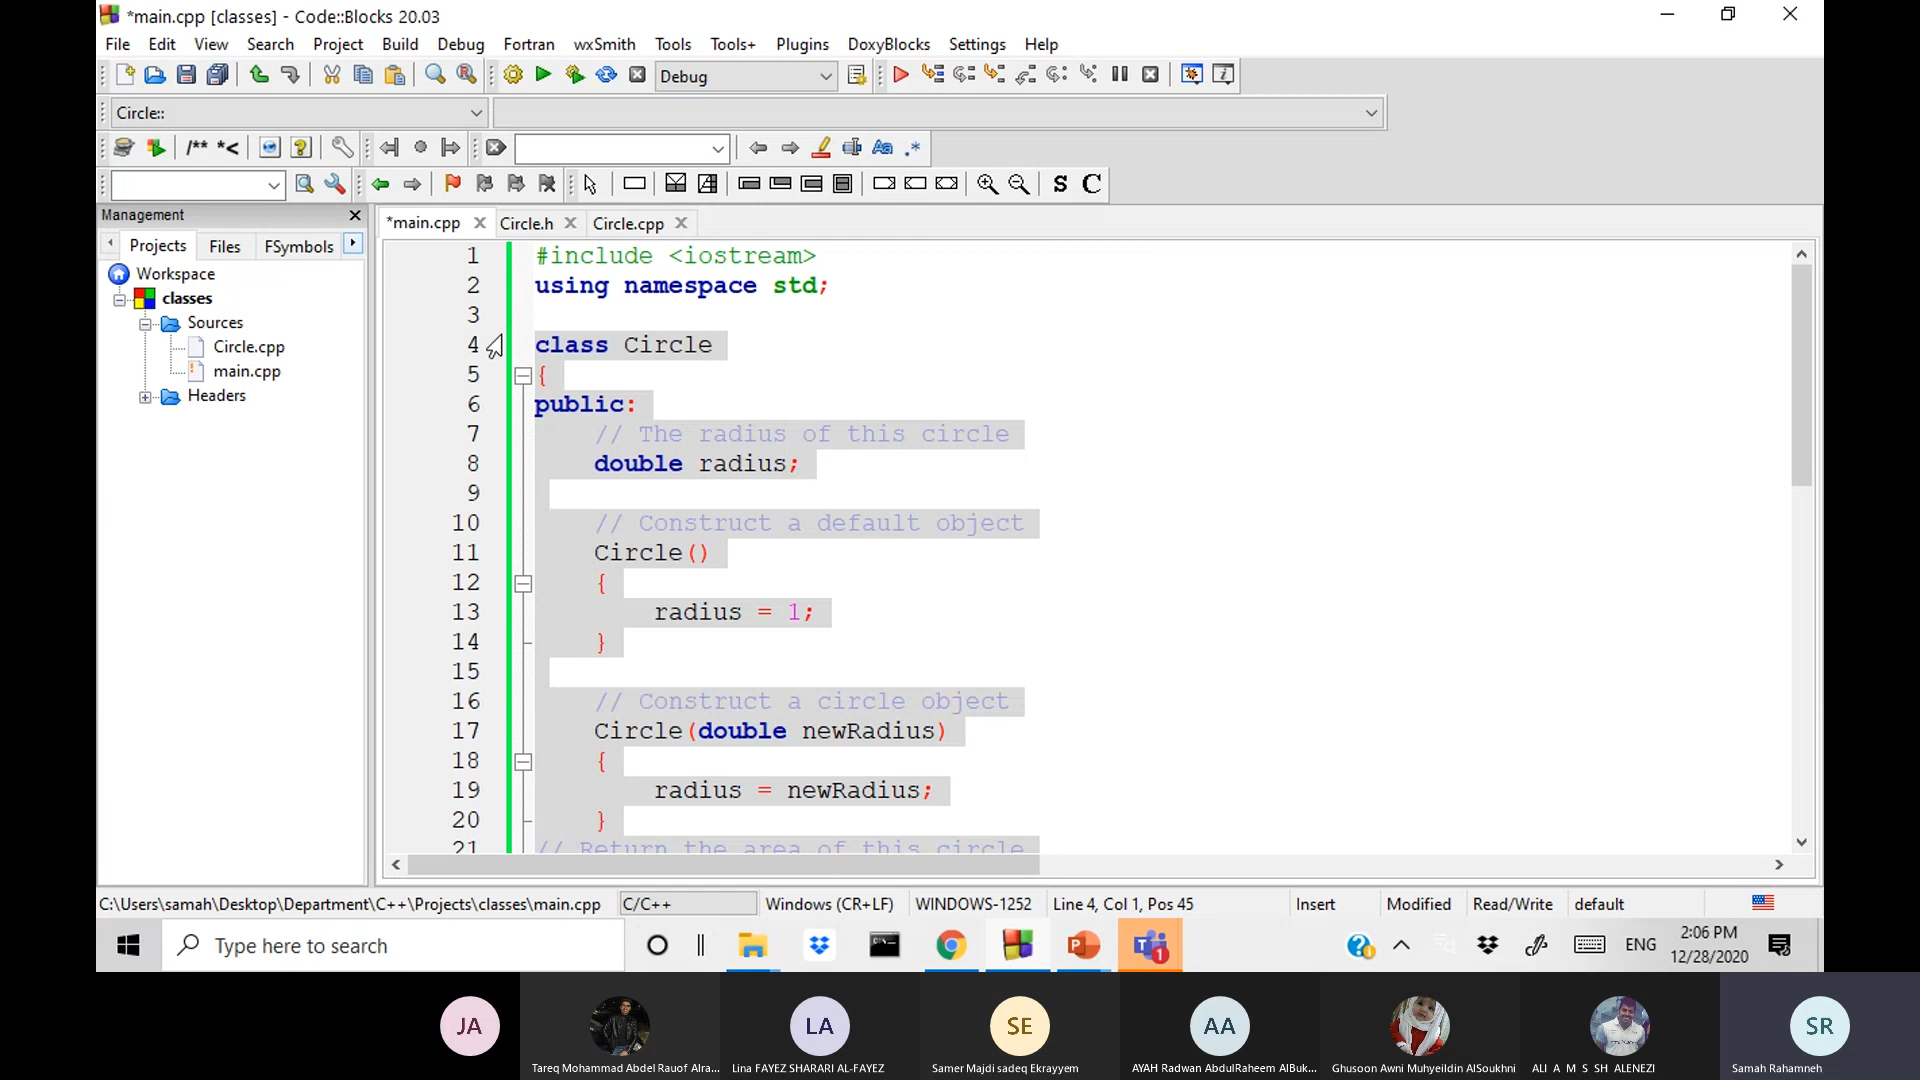 *main.cpp [classes] - Code::Blocks 20.03
File Edit View Search Project Build Debug Fortran wxSmith Tools Tools+ Plugins DoxyBlocks Settings Help
Debug
Circle::
/** *<
Aa .*
S C
Management
*main.cpp Circle.h Circle.cpp
Projects Files FSymbols
Workspace
classes
Sources
Circle.cpp
main.cpp
Headers
1 #include <iostream>
2 using namespace std;
3
4 class Circle
5 {
6 public:
7 // The radius of this circle
8 double radius;
9
10 // Construct a default object
11 Circle()
12 {
13 radius = 1;
14 }
15
16 // Construct a circle object
17 Circle(double newRadius)
18 {
19 radius = newRadius;
20 }
21 // Return the area of this circle
C:\Users\samah\Desktop\Department\C++\Projects\classes\main.cpp C/C++ Windows (CR+LF) WINDOWS-1252 Line 4, Col 1, Pos 45 Insert Modified Read/Write default
Type here to search
1
ENG
2:06 PM
12/28/2020
JA LA SE AA SR
Tareq Mohammad Abdel Rauof Alra... Lina FAYEZ SHARARI AL-FAYEZ Samer Majdi sadeq Ekrayyem AYAH Radwan AbdulRaheem AlBuk... Ghusoon Awni Muhyeildin AlSoukhni ALI A M S SH ALENEZI Samah Rahamneh